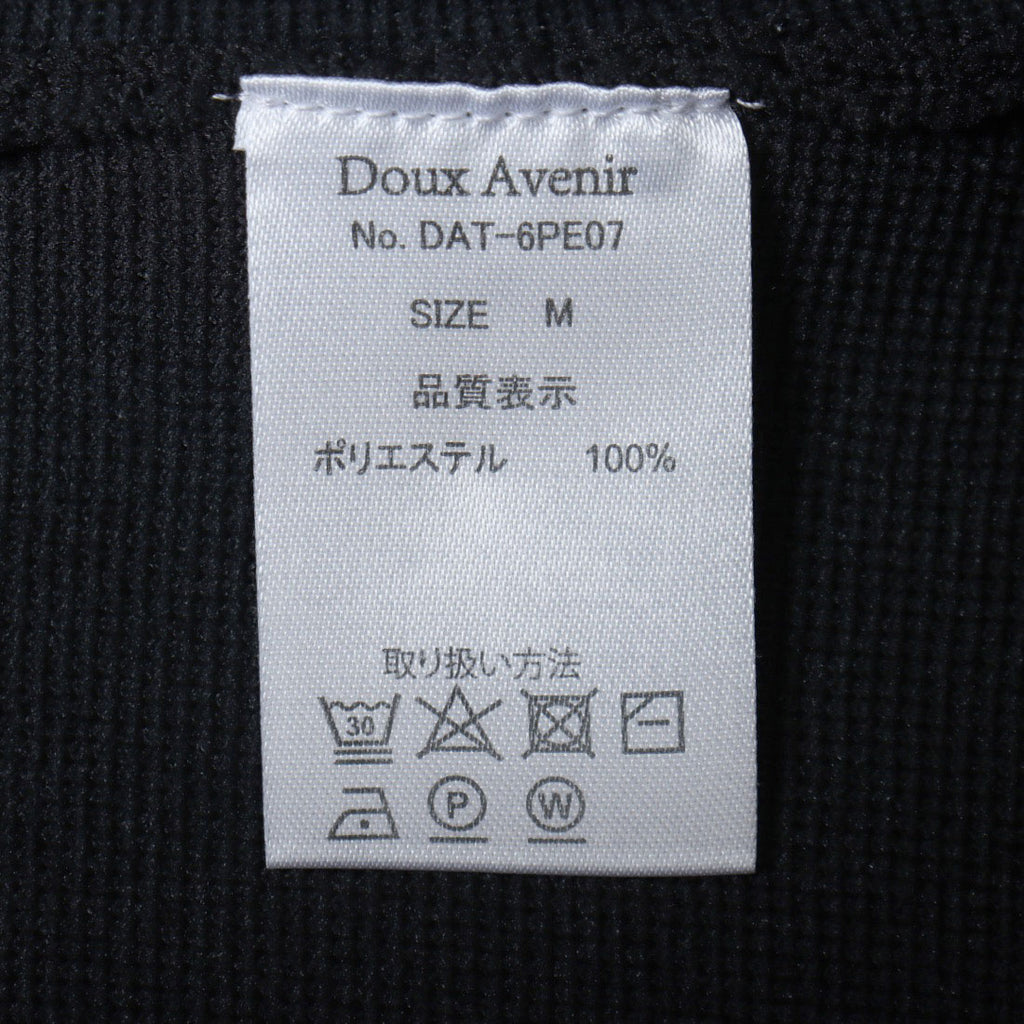 Doux Avenir
No. DAT-6PE07
SIZE M
品質表示
ポリエステル 100%
取り扱い方法
30
P W